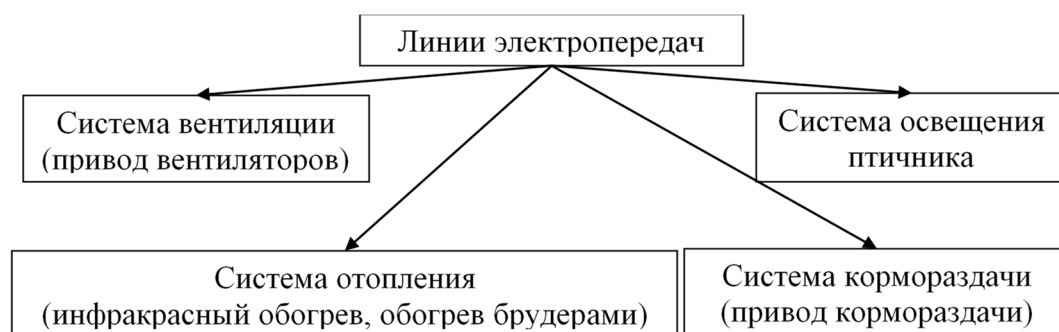 Линии электропередач
Система вентиляции
(привод вентиляторов)
Система освещения
птичника
Система отопления
(инфракрасный обогрев, обогрев брудерами)
Система кормораздачи
(привод кормораздачи)